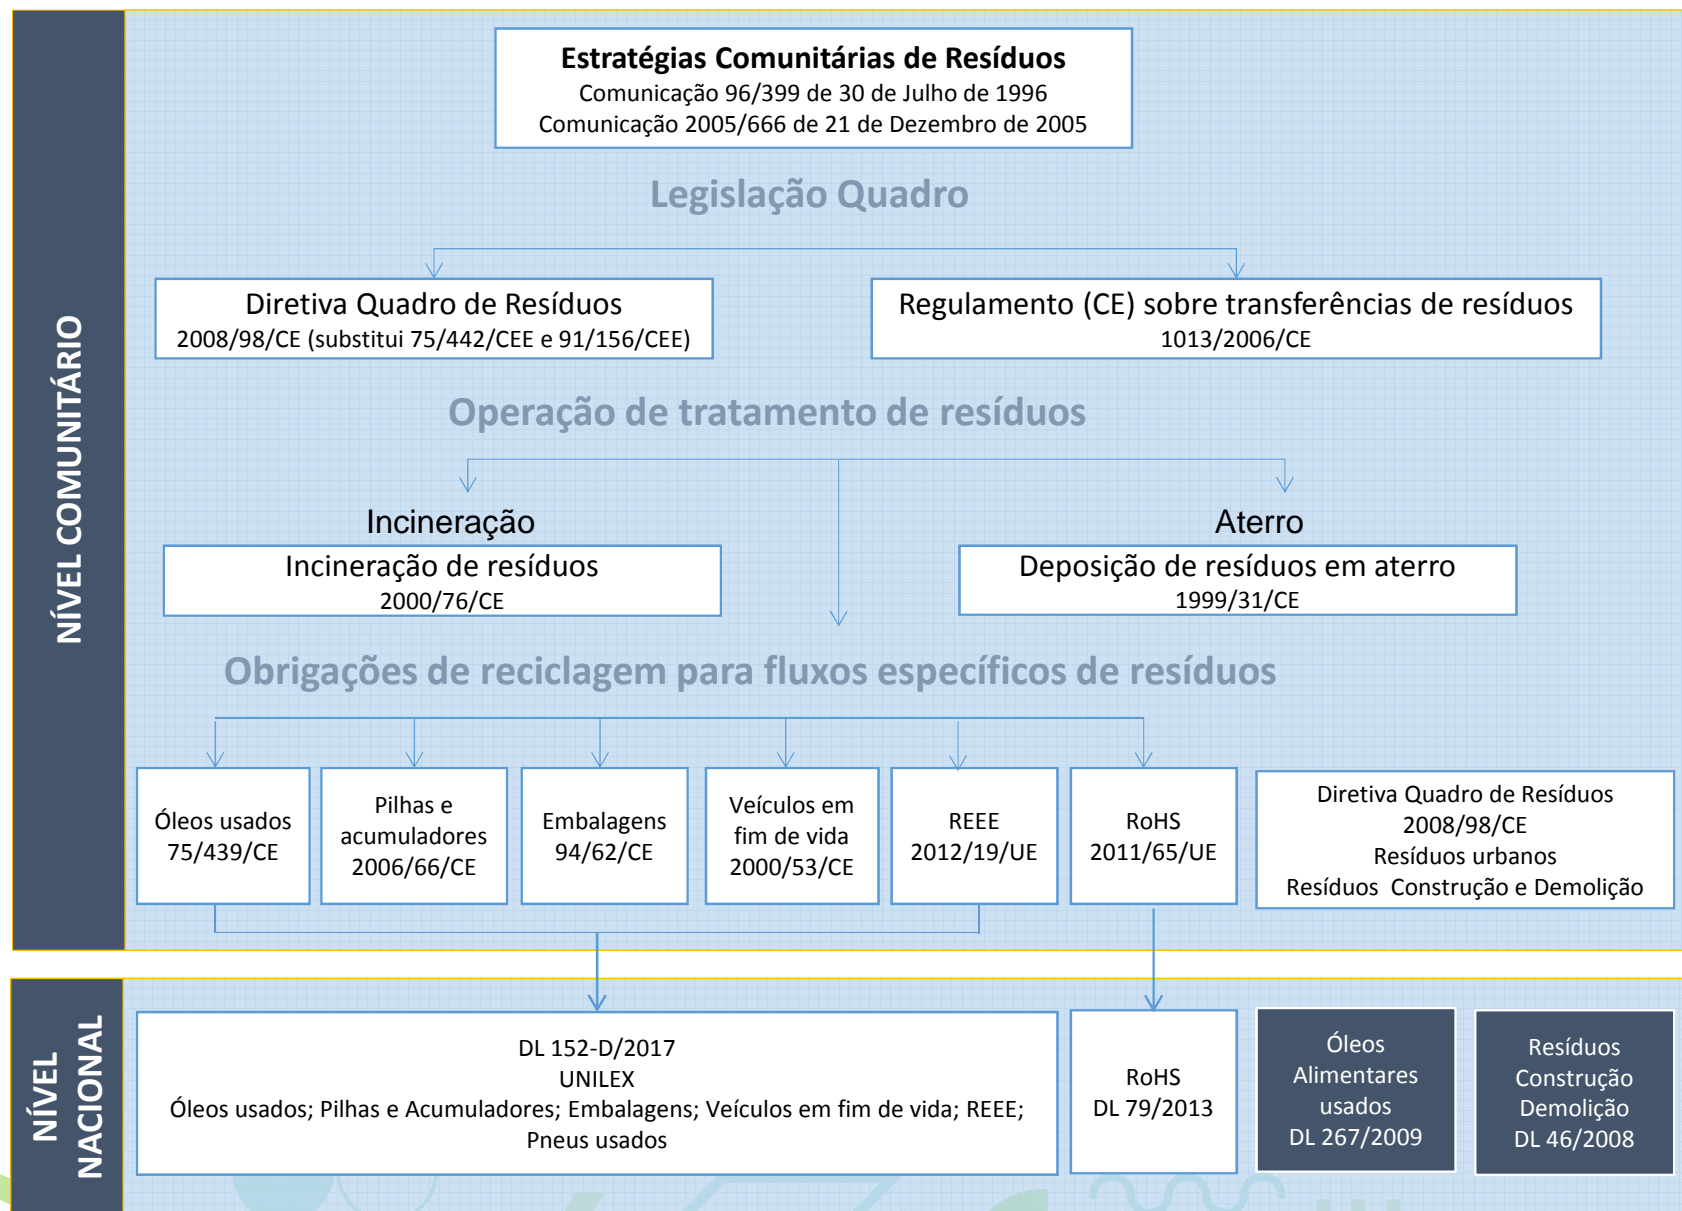 NÍVEL COMUNITÁRIO
Estratégias Comunitárias de Resíduos
Comunicação 96/399 de 30 de Julho de 1996
Comunicação 2005/666 de 21 de Dezembro de 2005
Legislação Quadro
Diretiva Quadro de Resíduos
2008/98/CE (substitui 75/442/CEE e 91/156/CEE)
Regulamento (CE) sobre transferências de resíduos
1013/2006/CE
Operação de tratamento de resíduos
Incineração
Incineração de resíduos
2000/76/CE
Aterro
Deposição de resíduos em aterro
1999/31/CE
Obrigações de reciclagem para fluxos específicos de resíduos
Óleos usados
75/439/CE
Pilhas e
acumuladores
2006/66/CE
Embalagens
94/62/CE
Veículos em
fim de vida
2000/53/CE
REEE
2012/19/UE
RoHS
2011/65/UE
Diretiva Quadro de Resíduos
2008/98/CE
Resíduos urbanos
Resíduos Construção e Demolição
NÍVEL
NACIONAL
DL 152-D/2017
UNILEX
Óleos usados; Pilhas e Acumuladores; Embalagens; Veículos em fim de vida; REEE;
Pneus usados
RoHS
DL 79/2013
Óleos
Alimentares
usados
DL 267/2009
Resíduos
Construção
Demolição
DL 46/2008